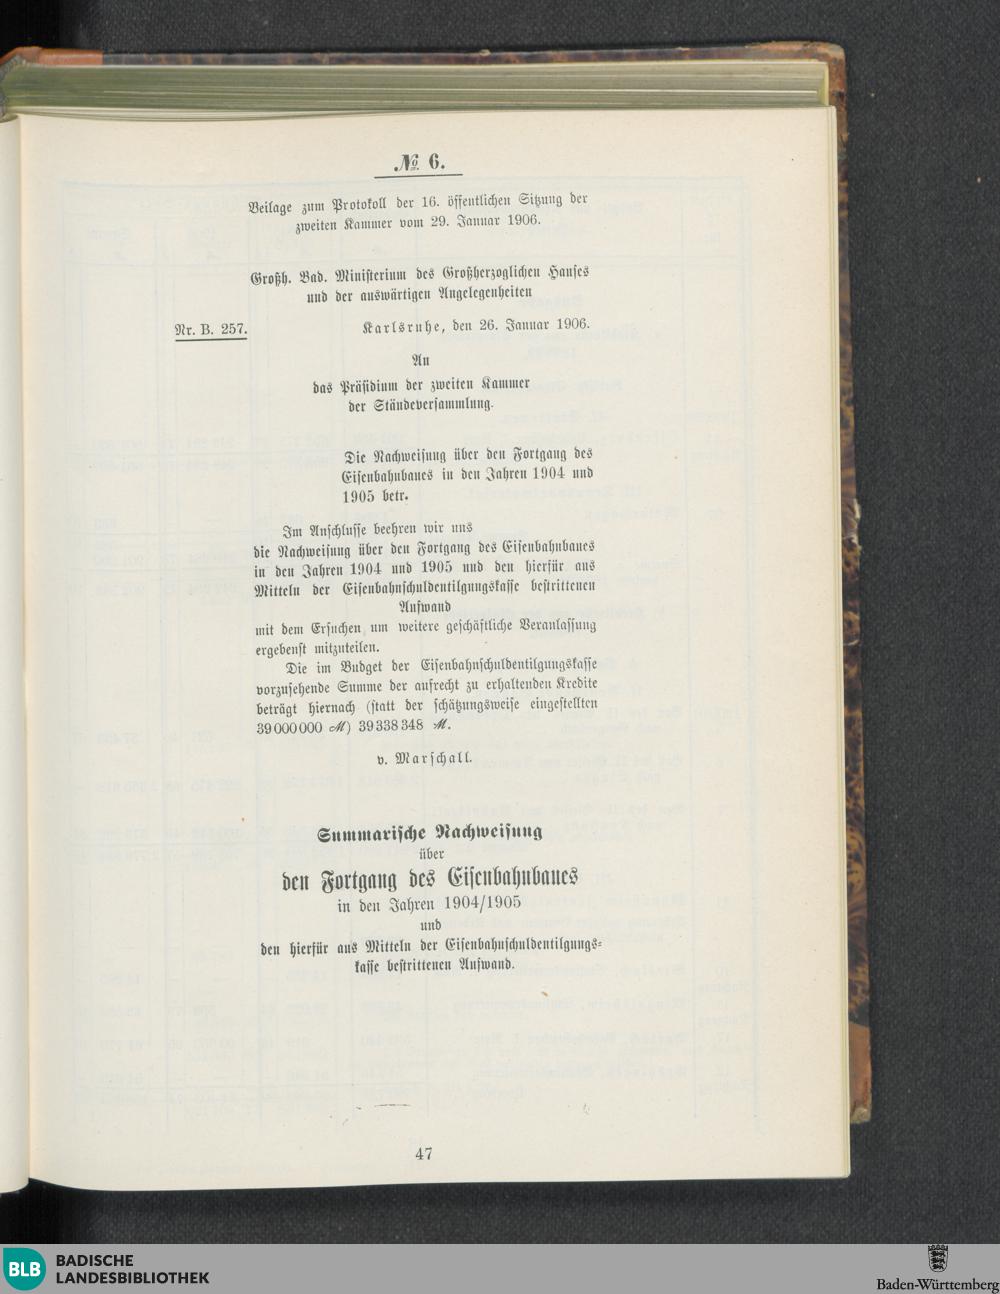 № 6.
Beilage zum Protokoll der 16. öffentlichen Sitzung der
zweiten Kammer vom 29. Januar 1906.
Großh. Bad. Ministerium des Großherzoglichen Hauses
und der auswärtigen Angelegenheiten
Nr. B. 257.
Karlsruhe, den 26. Januar 1906.
An
das Präsidium der zweiten Kammer
der Ständeversammlung.
Die Nachweisung über den Fortgang des
Eisenbahnbaues in den Jahren 1904 und
1905 betr.
Im Anschlusse beehren wir uns
die Nachweisung über den Fortgang des Eisenbahnbaues
in den Jahren 1904 und 1905 und den hierfür aus
Mitteln der Eisenbahnschuldentilgungskasse bestrittenen
Aufwand
mit dem Ersuchen um weitere geschäftliche Veranlassung
ergebenst mitzuteilen.
Die im Budget der Eisenbahnschuldentilgungskasse
vorzusehende Summe der aufrecht zu erhaltenden Kredite
beträgt hiernach (statt der schätzungsweise eingestellten
39 000 000 ℳ) 39 338 348 ℳ.
v. Marschall.
Summarische Nachweisung
über
den Fortgang des Eisenbahnbaues
in den Jahren 1904/1905
und
den hierfür aus Mitteln der Eisenbahnschuldentilgungs-
kasse bestrittenen Aufwand.
47
BLB BADISCHE
LANDESBIBLIOTHEK
Baden-Württemberg